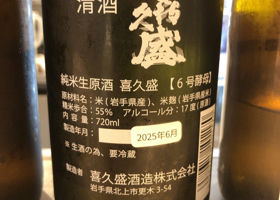 清酒
喜久盛
純米生原酒 喜久盛 【6号酵母】
原材料名:米(岩手県産)、米麹(岩手県産米)
精米歩合:55% アルコール分:17度(原酒)
内容量:720ml
製造年月 2025年6月
※生酒の為、要冷蔵
製造者 喜久盛酒造株式会社
岩手県北上市更木3-54